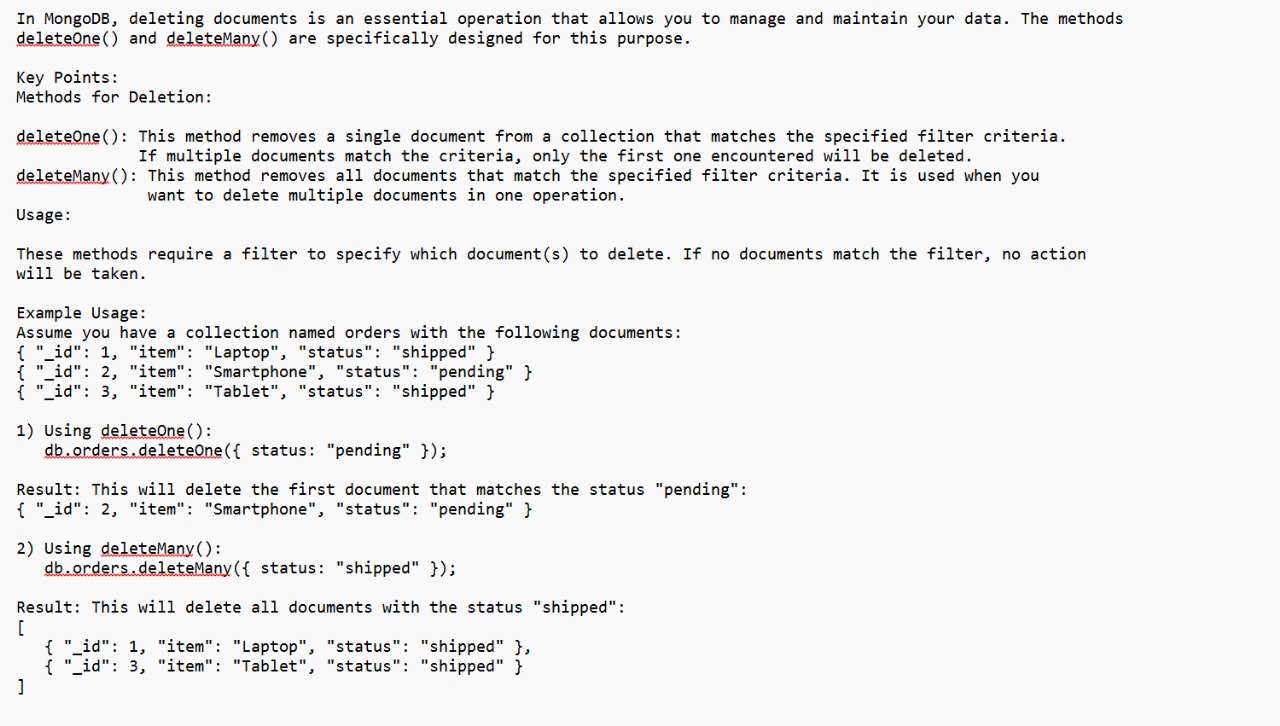 In MongoDB, deleting documents is an essential operation that allows you to manage and maintain your data. The methods
deleteOne() and deleteMany() are specifically designed for this purpose.
Key Points:
Methods for Deletion:
deleteOne(): This method removes a single document from a collection that matches the specified filter criteria.
If multiple documents match the criteria, only the first one encountered will be deleted.
deleteMany(): This method removes all documents that match the specified filter criteria. It is used when you
want to delete multiple documents in one operation.
Usage:
These methods require a filter to specify which document(s) to delete. If no documents match the filter, no action
will be taken.
Example Usage:
Assume you have a collection named orders with the following documents:
{ "_id": 1, "item": "Laptop", "status": "shipped" }
{ "_id": 2, "item": "Smartphone", "status": "pending" }
{ "_id": 3, "item": "Tablet", "status": "shipped" }
1) Using deleteOne():
db.orders.deleteOne({ status: "pending" });
Result: This will delete the first document that matches the status "pending":
{ "_id": 2, "item": "Smartphone", "status": "pending" }
2) Using deleteMany():
db.orders.deleteMany({ status: "shipped" });
Result: This will delete all documents with the status "shipped":
[
{ "_id": 1, "item": "Laptop", "status": "shipped" },
{ "_id": 3, "item": "Tablet", "status": "shipped" }
]